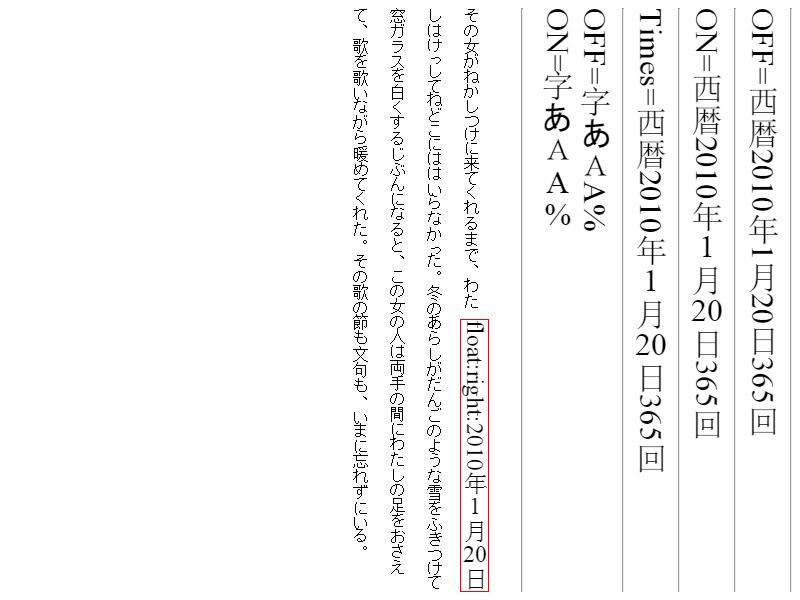 OFF=西暦2010年1月20日365回
ON=西暦2010年1月20日365回
Times=西暦2010年1月20日365回
OFF=字あＡA%
ON=字あＡA%
その女がねかしつけに来てくれるまで、わた
float:right:2010年1月20日
しはけっしてねどこにははいらなかった。冬のあらしがだんごのような雪をふきつけて
窓ガラスを白くするじぶんになると、この女の人は両手の間にわたしの足をおさえ
て、歌を歌いながら暖めてくれた。その歌の節も文句も、いまに忘れずにいる。